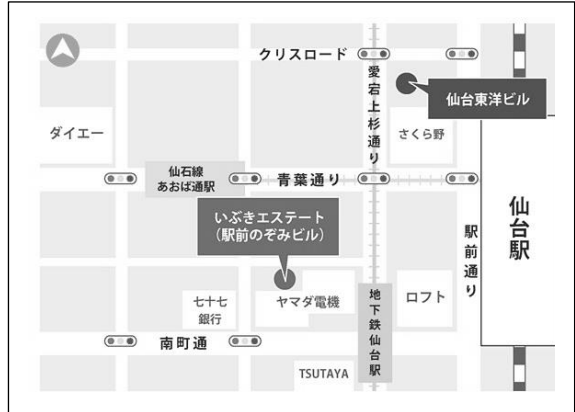 クリスロード
愛宕上杉通り
仙台東洋ビル
ダイエー
さくら野
仙石線
あおば通駅
青葉通り
仙台駅
いぶきエステート
(駅前のぞみビル)
駅前通り
七十七
銀行
ヤマダ電機
地下鉄仙台駅
ロフト
南町通
TSUTAYA